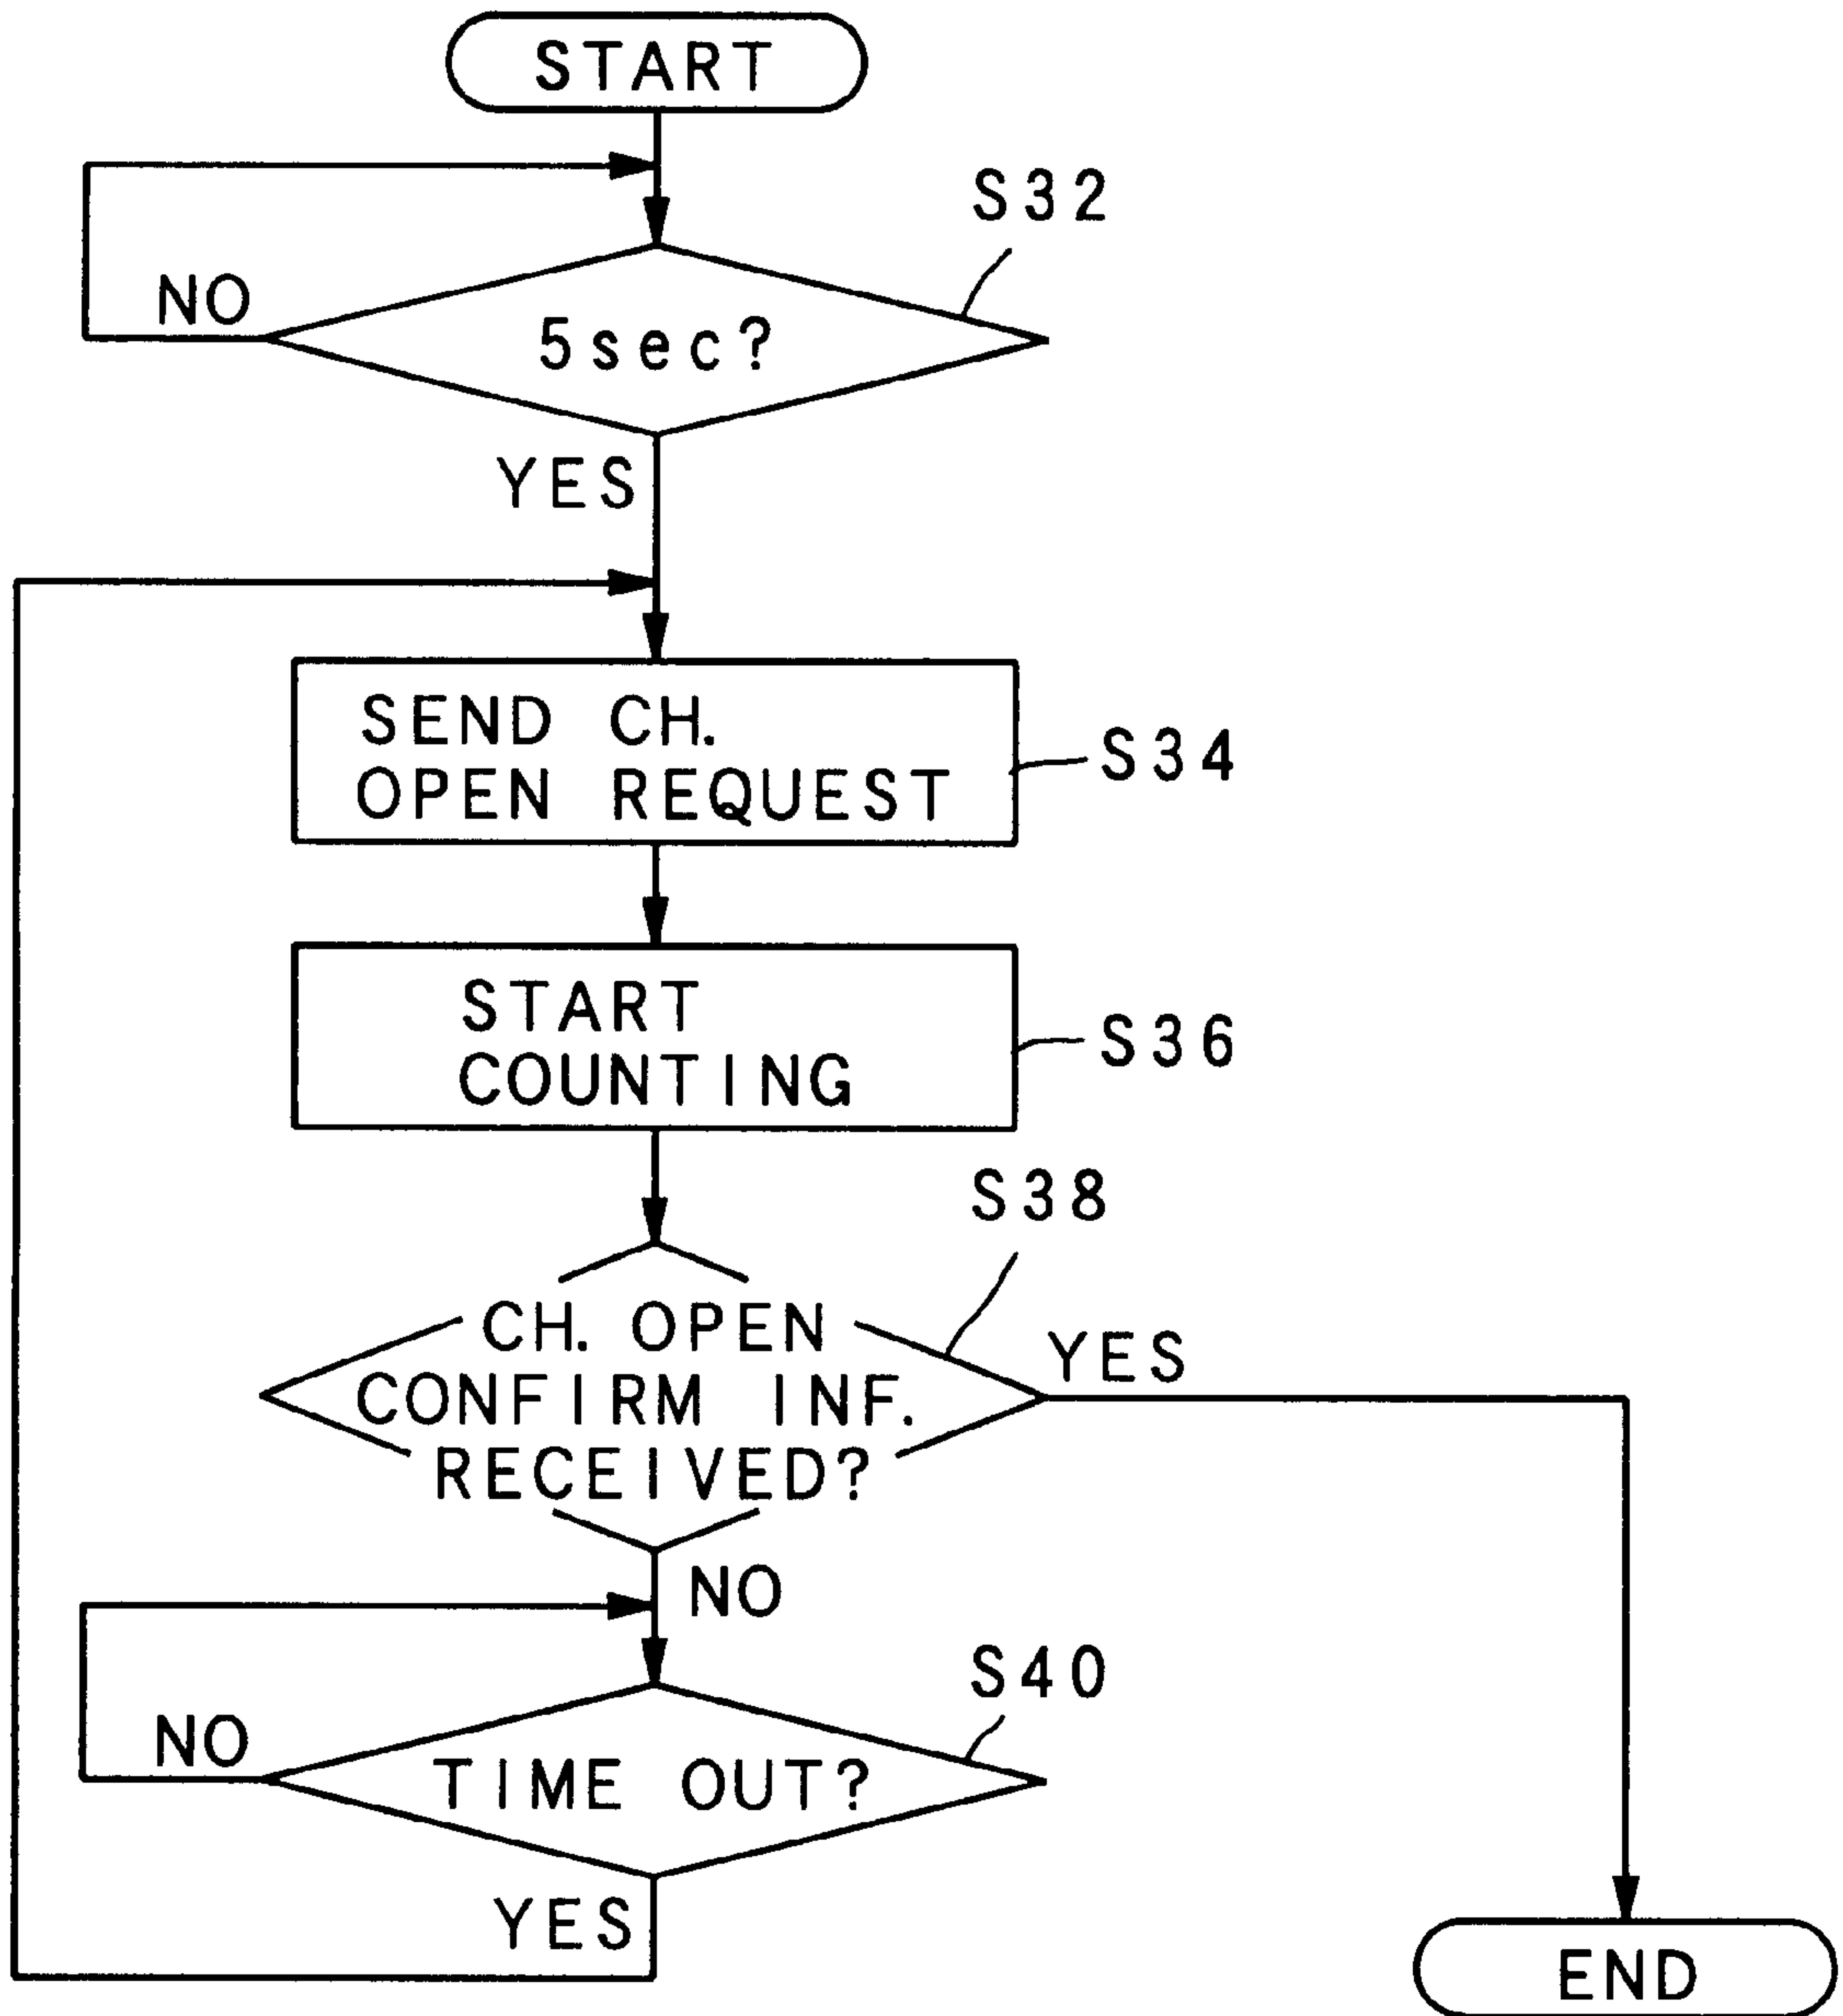 START
S32
NO
5sec?
YES
SEND CH.
OPEN REQUEST
S34
START
COUNTING
S36
S38
CH. OPEN
CONFIRM INF.
RECEIVED?
YES
NO
S40
NO
TIME OUT?
YES
END